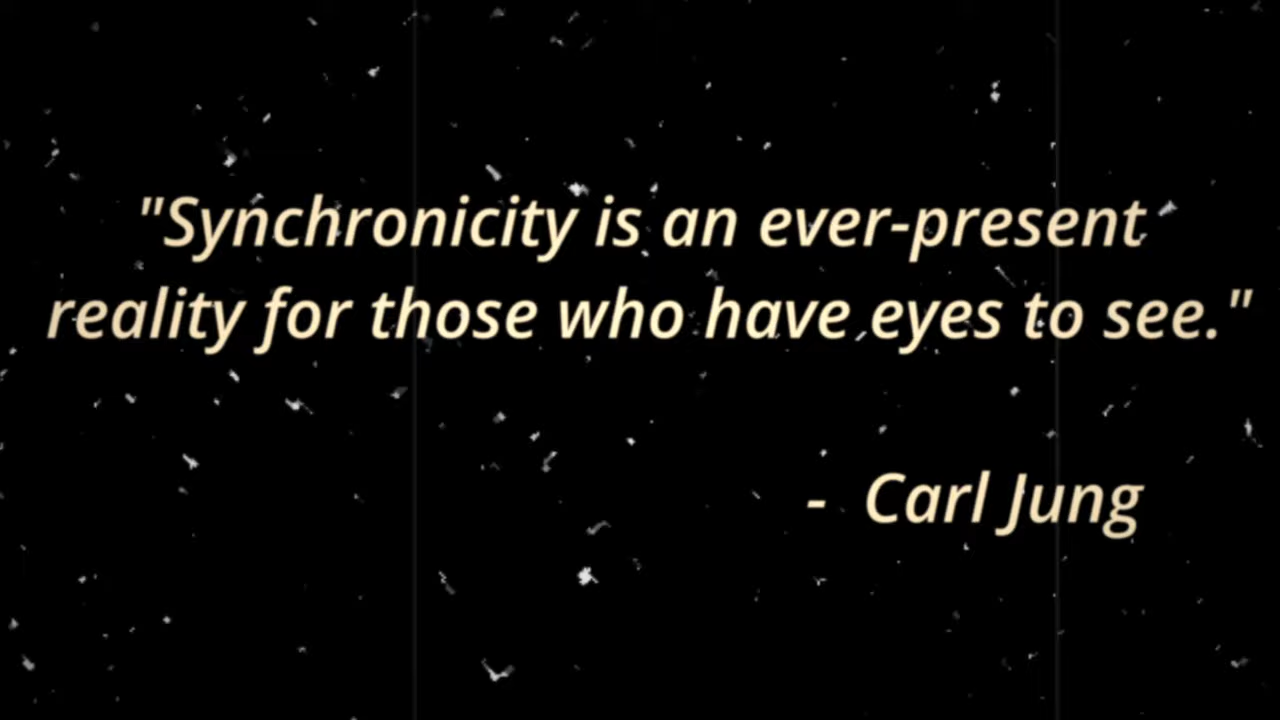 "Synchronicity is an ever-present
reality for those who have eyes to see."
- Carl Jung